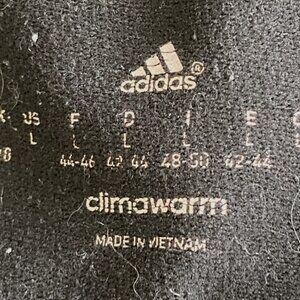 adidas®
US F D I E
L L L L L
44-46 42-44 48-50 42-44
climawarm
MADE IN VIETNAM